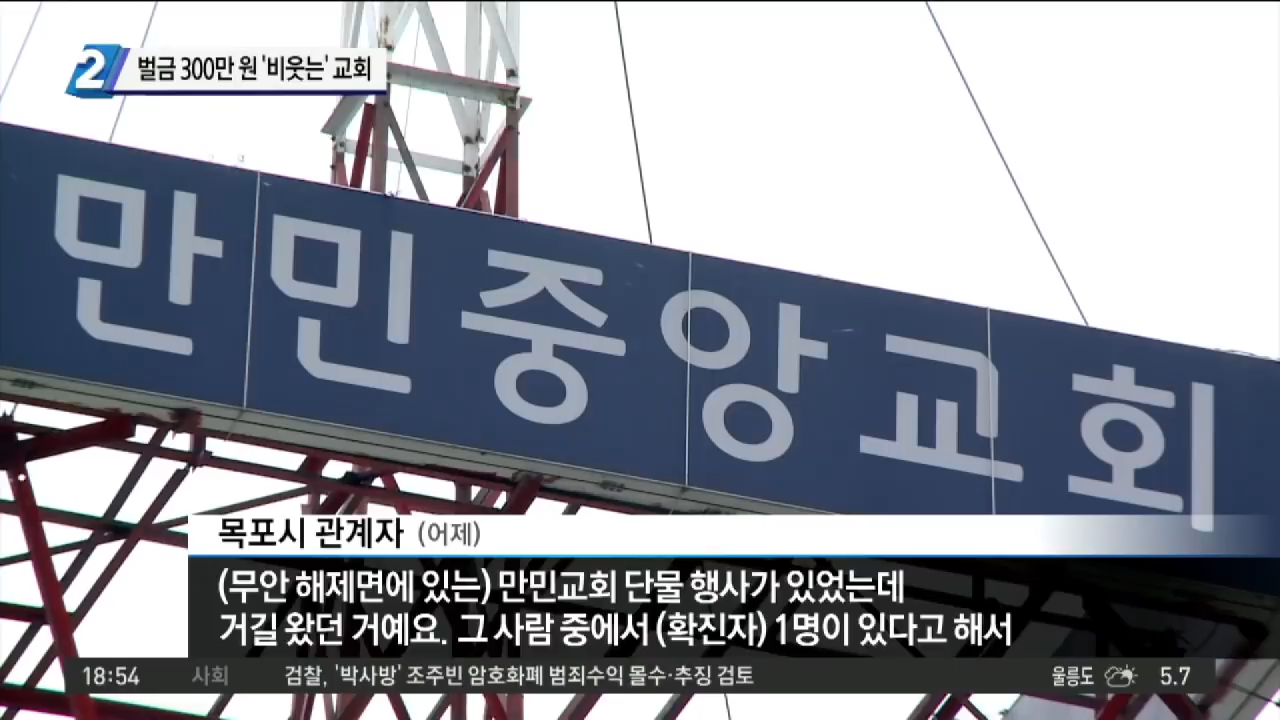 2 벌금 300만 원 '비웃는' 교회
만민중앙교회
목포시 관계자 (어제)
(무안 해제면에 있는) 만민교회 단물 행사가 있었는데
거길 왔던 거예요. 그 사람 중에서 (확진자) 1명이 있다고 해서
18:54 사회 검찰, '박사방' 조주빈 암호화폐 범죄수익 몰수·추징 검토 울릉도 5.7